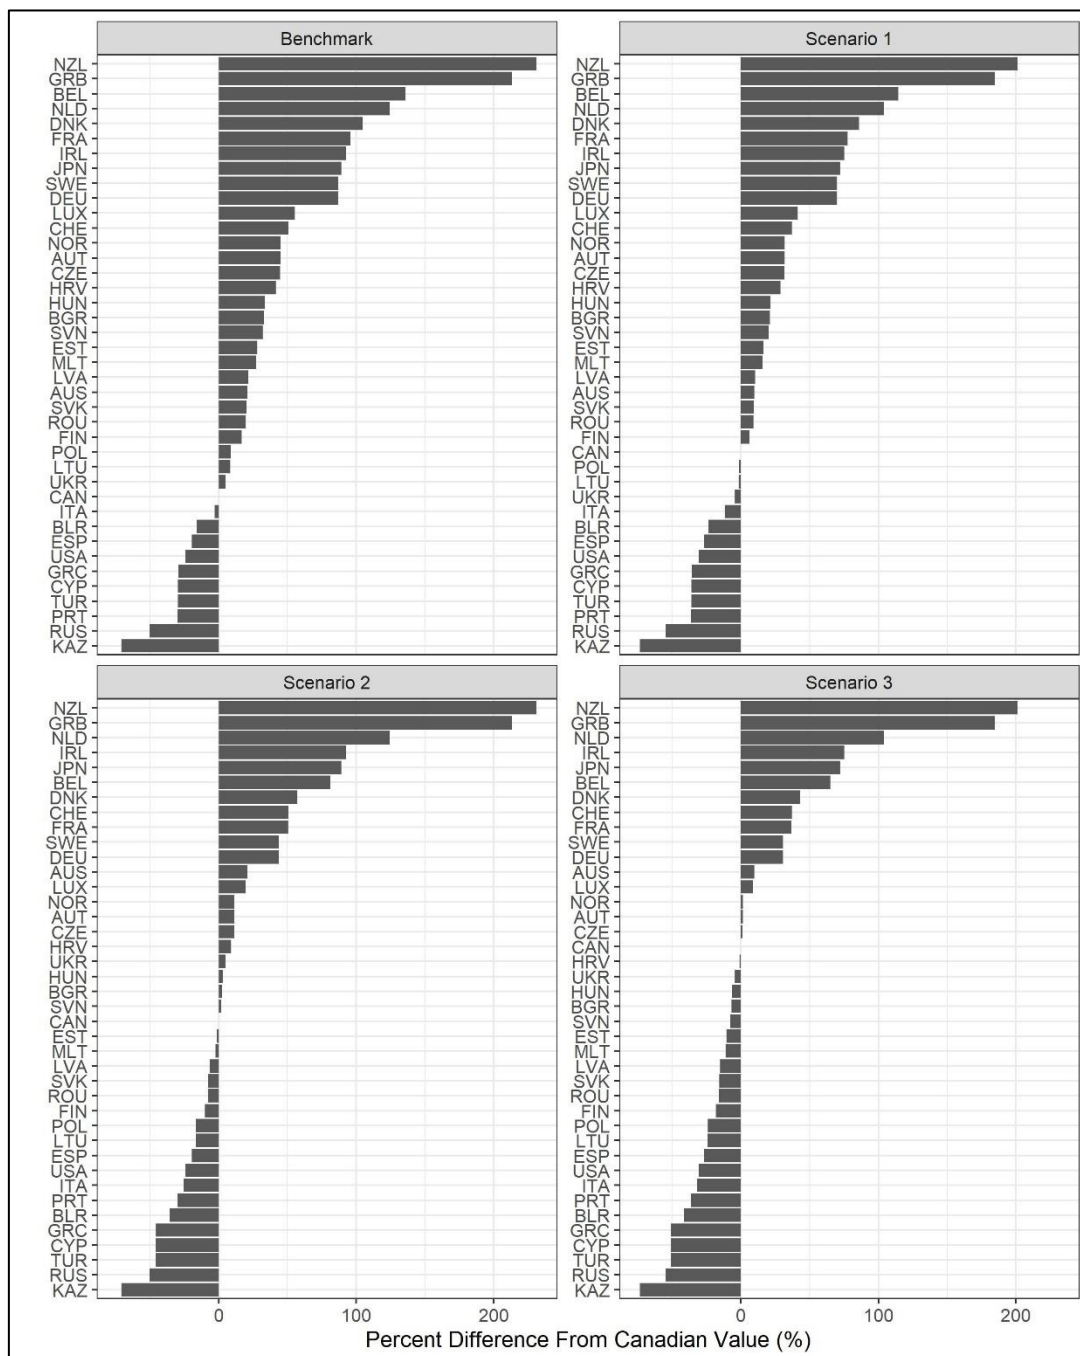 Benchmark
NZL
GRB
BEL
NLD
DNK
FRA
IRL
JPN
SWE
DEU
LUX
CHE
NOR
AUT
CZE
HRV
HUN
BGR
SVN
EST
MLT
LVA
AUS
SVK
ROU
FIN
POL
LTU
UKR
CAN
ITA
BLR
ESP
USA
GRC
CYP
TUR
PRT
RUS
KAZ
Scenario 1
NZL
GRB
BEL
NLD
DNK
FRA
IRL
JPN
SWE
DEU
LUX
CHE
NOR
AUT
CZE
HRV
HUN
BGR
SVN
EST
MLT
LVA
AUS
SVK
ROU
FIN
CAN
POL
LTU
UKR
ITA
BLR
ESP
USA
GRC
CYP
TUR
PRT
RUS
KAZ
Scenario 2
NZL
GRB
NLD
IRL
JPN
BEL
DNK
CHE
FRA
SWE
DEU
AUS
LUX
NOR
AUT
CZE
HRV
UKR
HUN
BGR
SVN
CAN
EST
MLT
LVA
SVK
ROU
FIN
POL
LTU
ESP
USA
ITA
PRT
BLR
GRC
CYP
TUR
RUS
KAZ
0 100 200
Scenario 3
NZL
GRB
NLD
IRL
JPN
BEL
DNK
CHE
FRA
SWE
DEU
AUS
LUX
NOR
AUT
CZE
CAN
HRV
UKR
HUN
BGR
SVN
EST
MLT
LVA
SVK
ROU
FIN
POL
LTU
ESP
USA
ITA
PRT
BLR
GRC
CYP
TUR
RUS
KAZ
0 100 200
Percent Difference From Canadian Value (%)